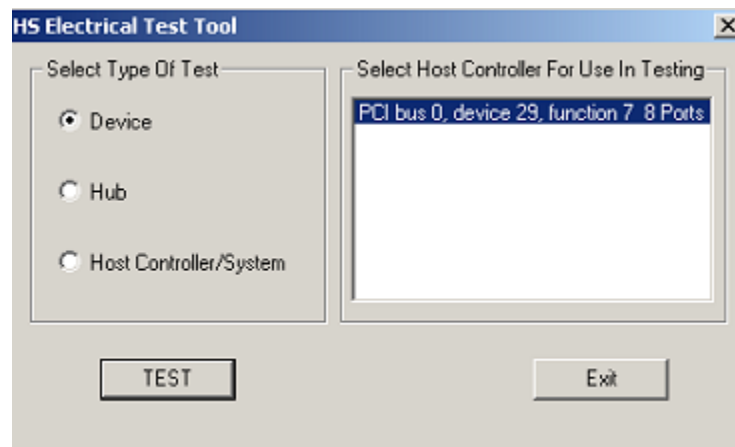 HS Electrical Test Tool
Select Type Of Test
Device
Hub
Host Controller/System
Select Host Controller For Use In Testing
PCI bus 0, device 29, function 7 8 Ports
TEST
Exit